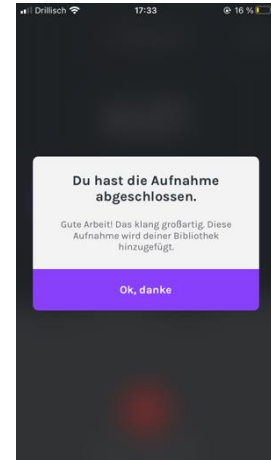 Drillisch 17:33 16 %
Du hast die Aufnahme
abgeschlossen.
Gute Arbeit! Das klang großartig. Diese
Aufnahme wird deiner Bibliothek
hinzugefügt.
Ok, danke